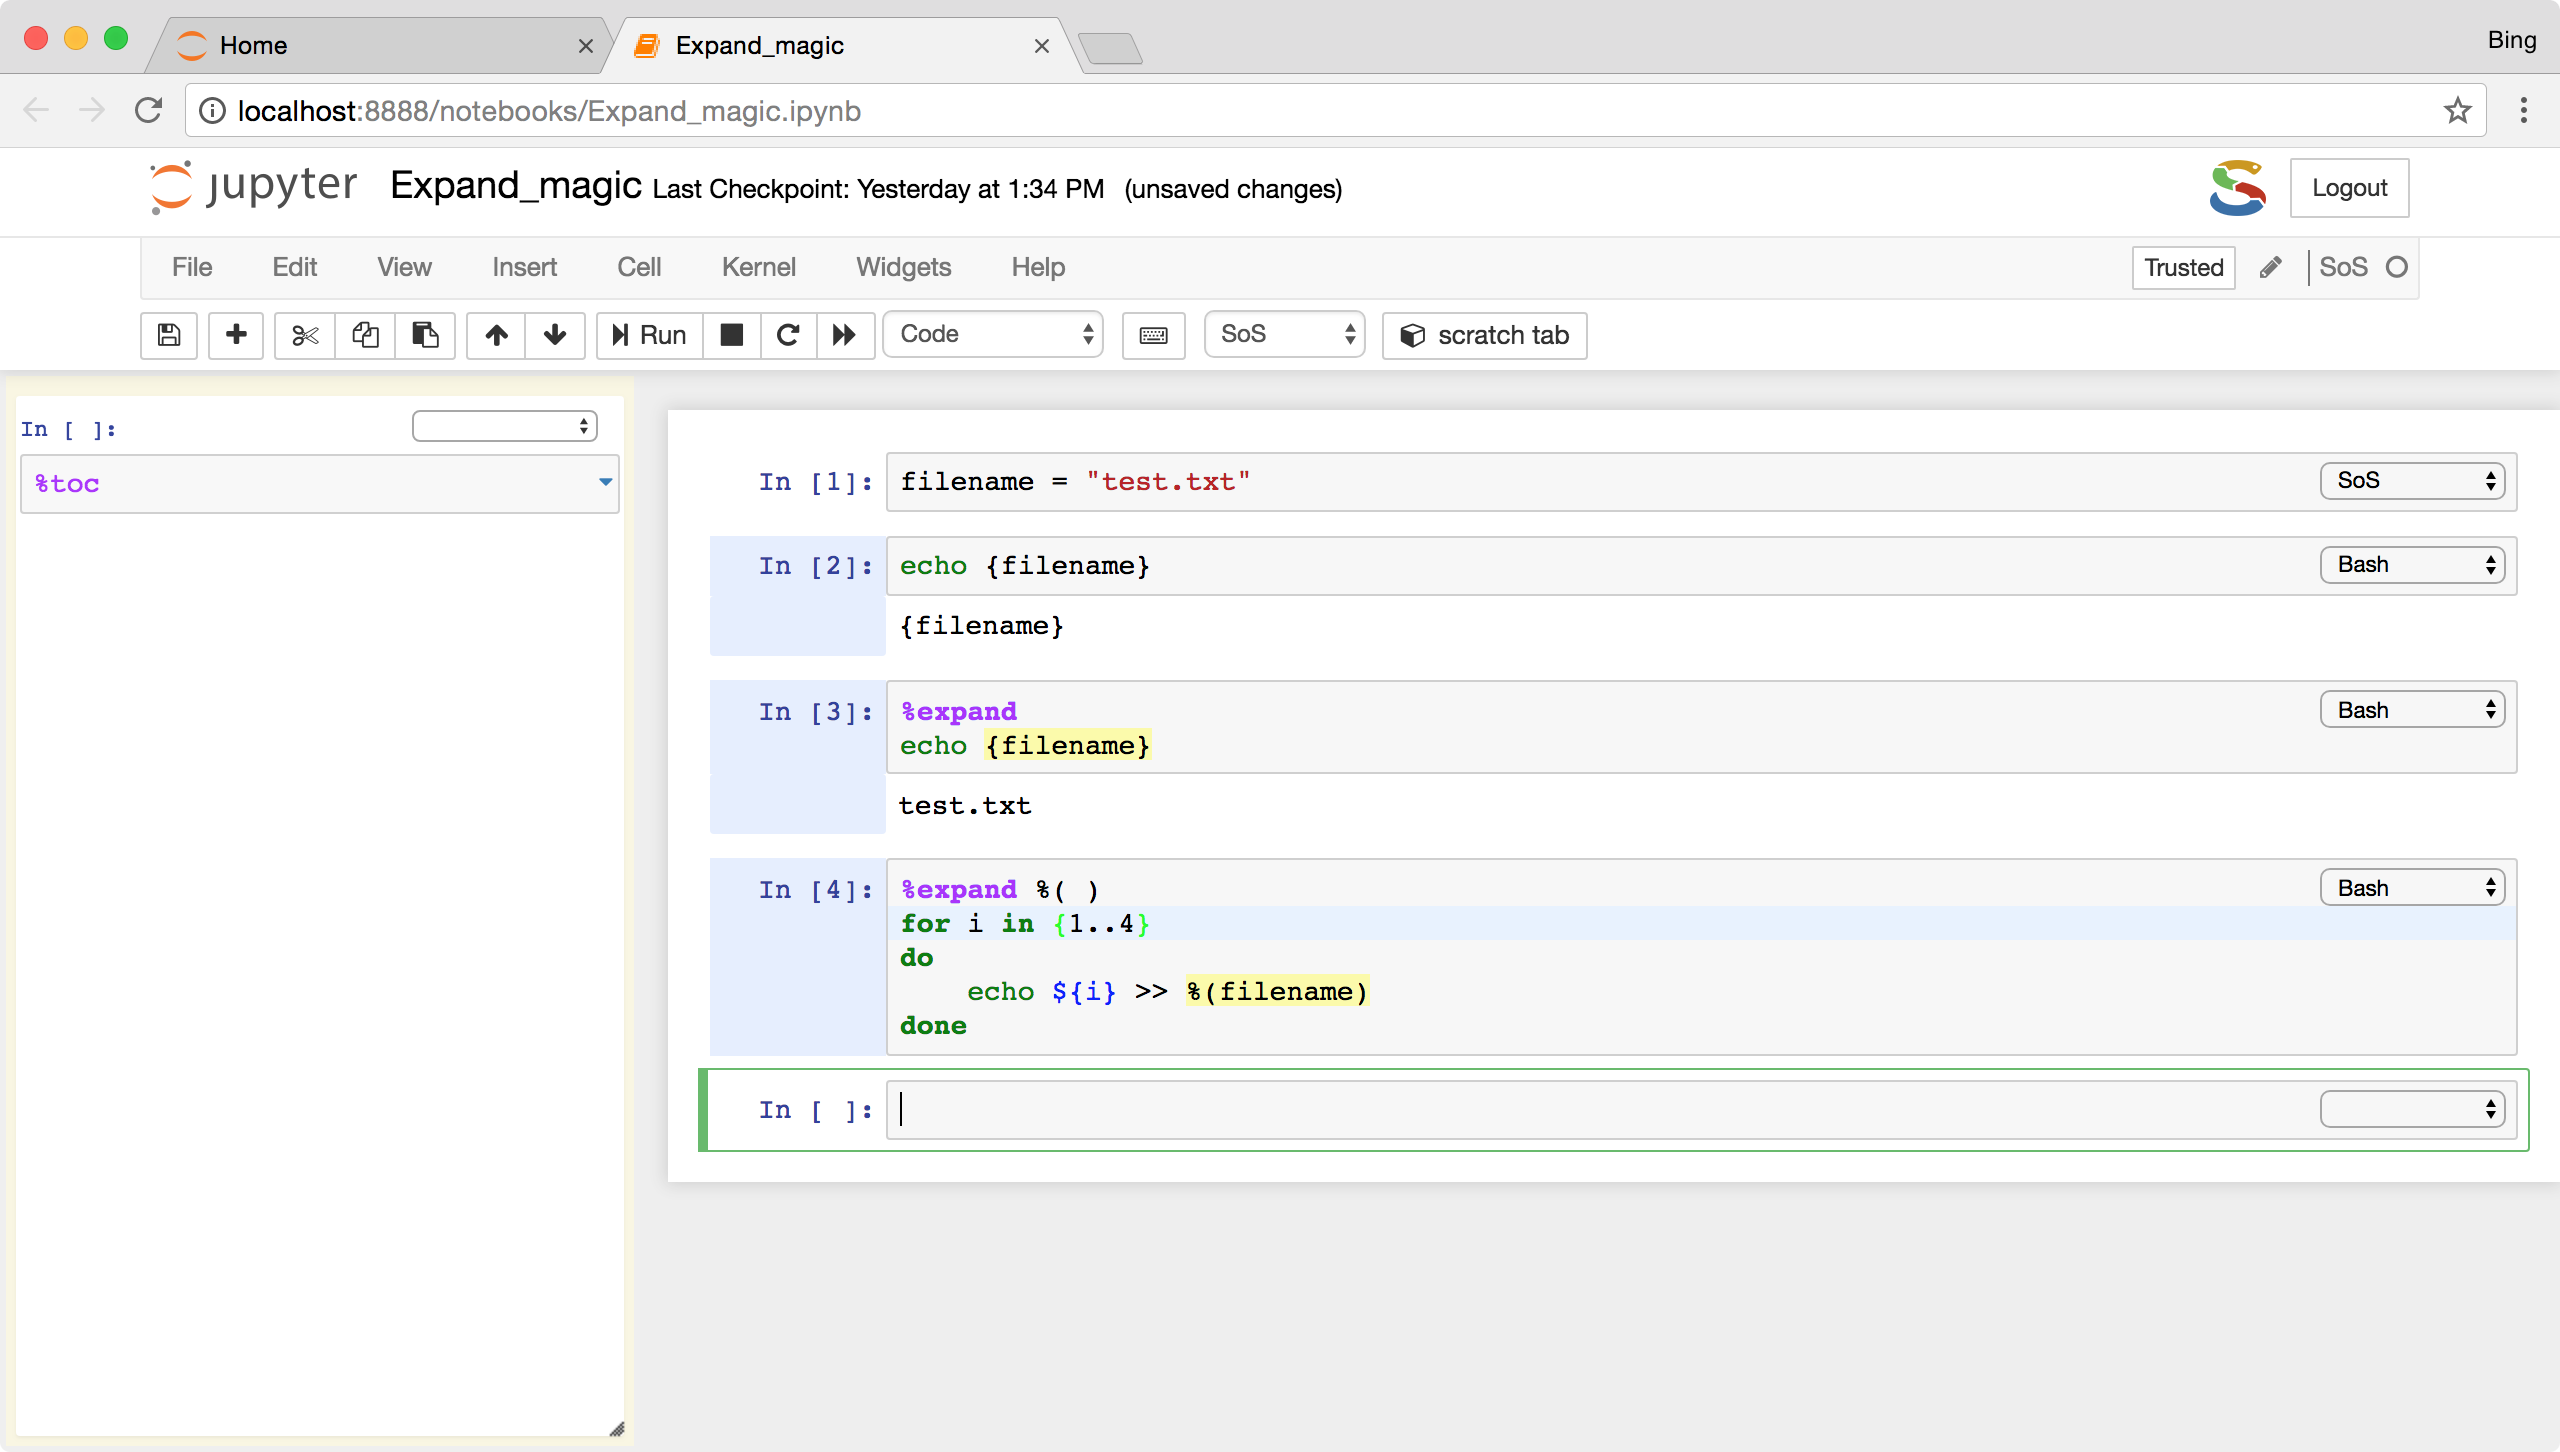 Home
Expand_magic
Bing
localhost:8888/notebooks/Expand_magic.ipynb
jupyter Expand_magic Last Checkpoint: Yesterday at 1:34 PM (unsaved changes)
Logout
File Edit View Insert Cell Kernel Widgets Help
Trusted
SoS
Run
Code
SoS
scratch tab
In [ ]:
%toc
In [1]: filename = "test.txt"
SoS
In [2]: echo {filename}
Bash
{filename}
In [3]: %expand
Bash
echo {filename}
test.txt
In [4]: %expand %( )
Bash
for i in {1..4}
do
echo ${i} >> %(filename)
done
In [ ]: